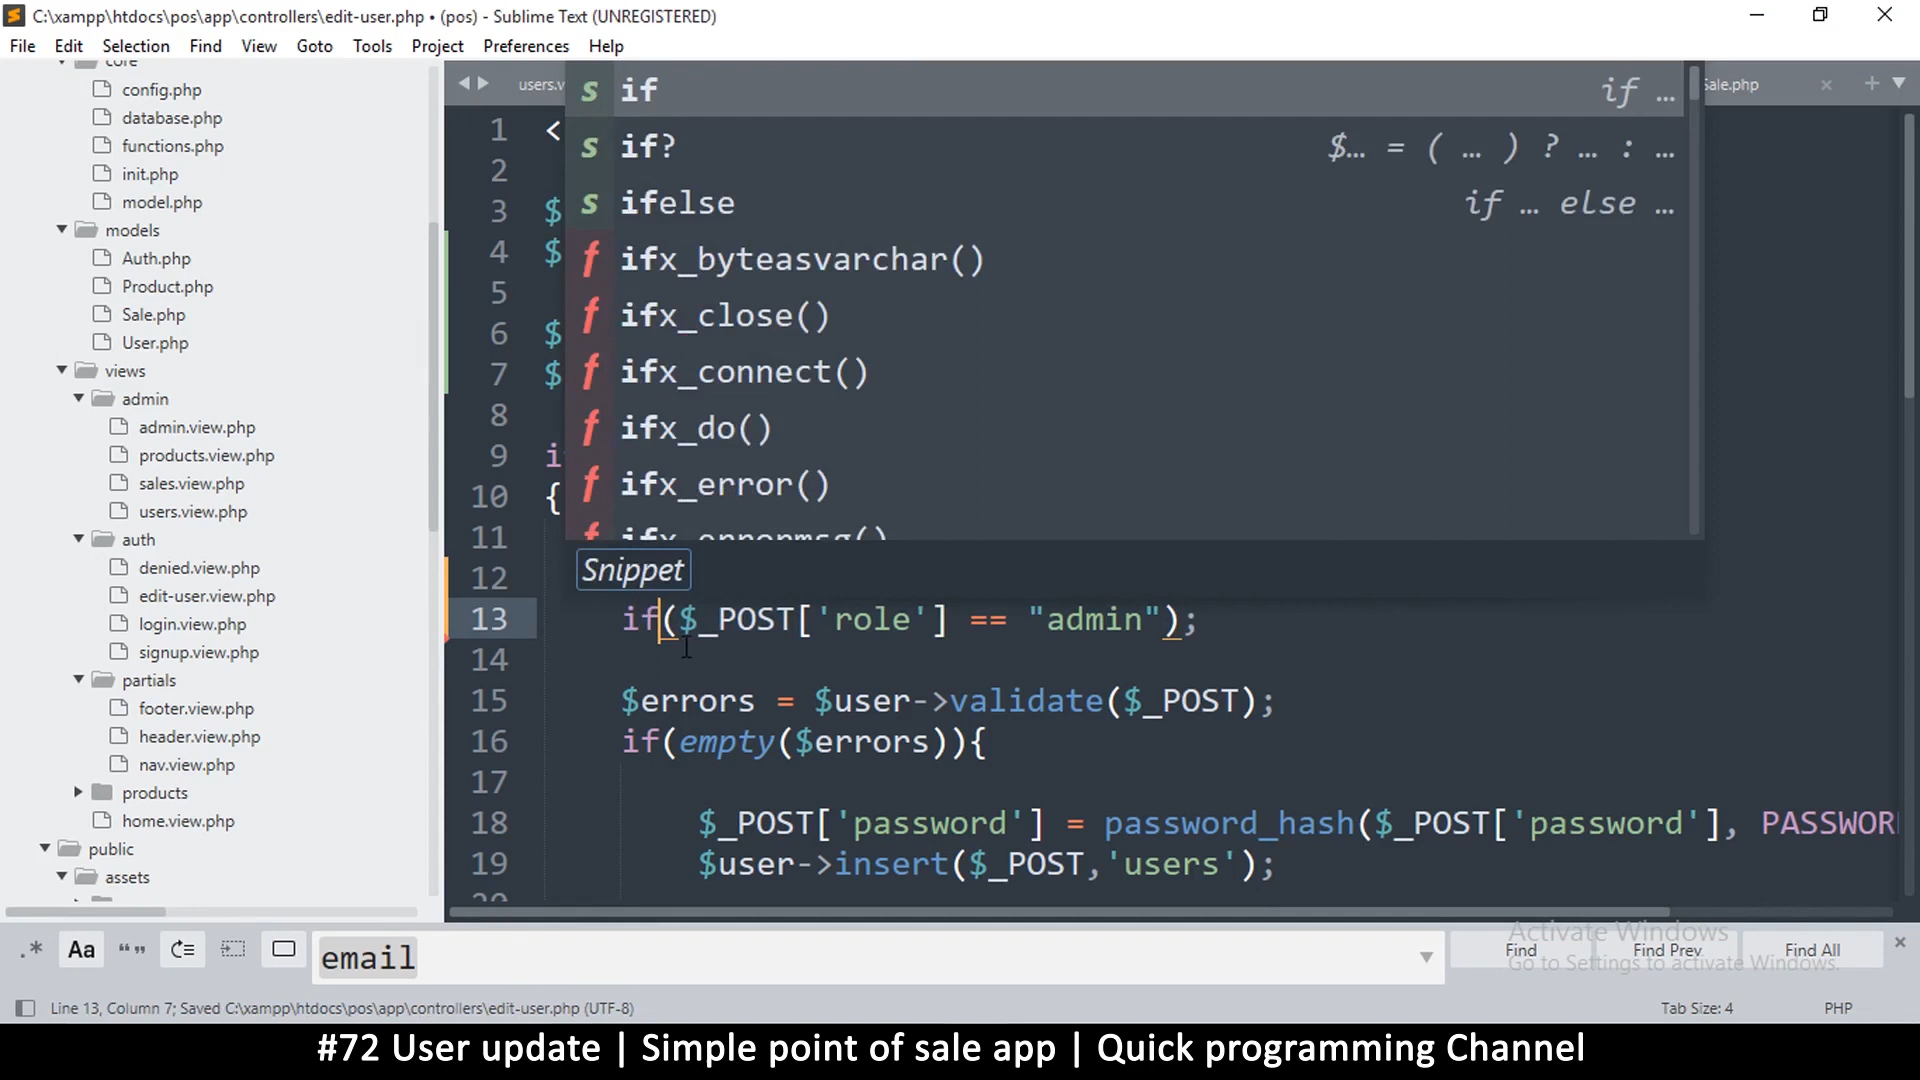 C:\xampp\htdocs\pos\app\controllers\edit-user.php • (pos) - Sublime Text (UNREGISTERED)
File Edit Selection Find View Goto Tools Project Preferences Help
core
config.php
database.php
functions.php
init.php
model.php
models
Auth.php
Product.php
Sale.php
User.php
views
admin
admin.view.php
products.view.php
sales.view.php
users.view.php
auth
denied.view.php
edit-user.view.php
login.view.php
signup.view.php
partials
footer.view.php
header.view.php
nav.view.php
products
home.view.php
public
assets
users.v
Sale.php
if if …
if? $… = ( … ) ? … : …
ifelse if … else …
ifx_byteasvarchar()
ifx_close()
ifx_connect()
ifx_do()
ifx_error()
ifx_errormsg()
Snippet
1 <
2
3 $
4 $
5
6 $
7 $
8
9 i
10 {
11
12
13 if($_POST['role'] == "admin");
14
15 $errors = $user->validate($_POST);
16 if(empty($errors)){
17
18 $_POST['password'] = password_hash($_POST['password'], PASSWOR
19 $user->insert($_POST,'users');
20
.* Aa “” email Find Find Prev Find All
Activate Windows
Go to Settings to activate Windows.
Line 13, Column 7; Saved C:\xampp\htdocs\pos\app\controllers\edit-user.php (UTF-8) Tab Size: 4 PHP
#72 User update | Simple point of sale app | Quick programming Channel